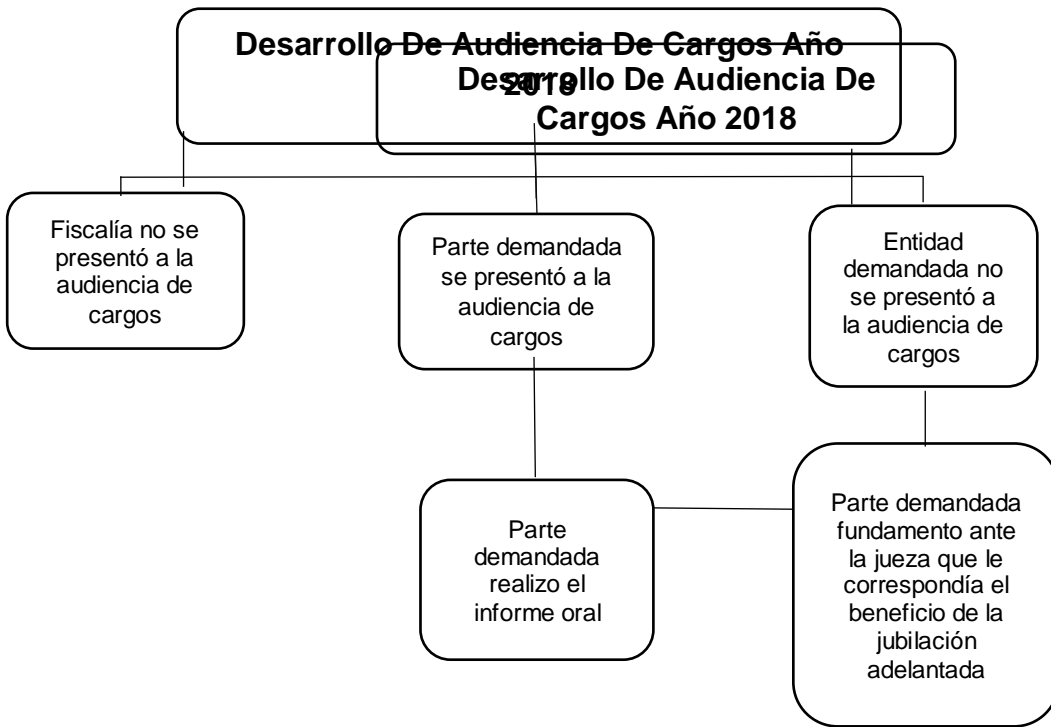 Desarrollo De Audiencia De Cargos Año
2018
Desarrollo De Audiencia De
Cargos Año 2018
Fiscalía no se
presentó a la
audiencia de
cargos
Parte demandada
se presentó a la
audiencia de
cargos
Entidad
demandada no
se presentó a
la audiencia de
cargos
Parte
demandada
realizo el
informe oral
Parte demandada
fundamento ante
la jueza que le
correspondía el
beneficio de la
jubilación
adelantada